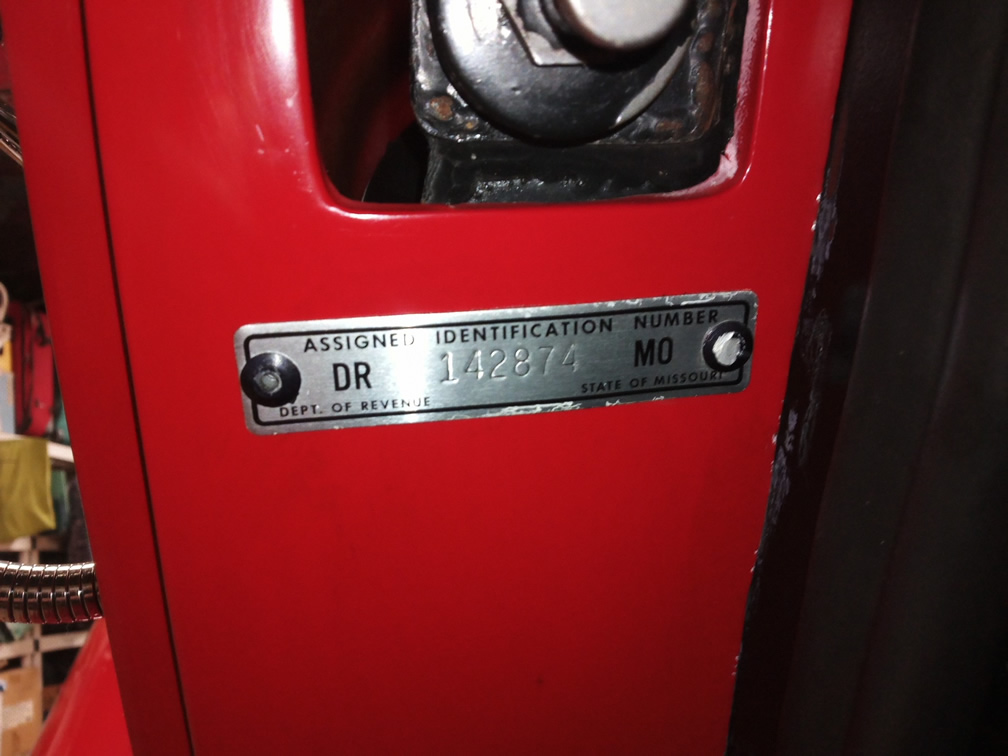 ASSIGNED IDENTIFICATION NUMBER
DR 142874 MO
DEPT. OF REVENUE STATE OF MISSOURI